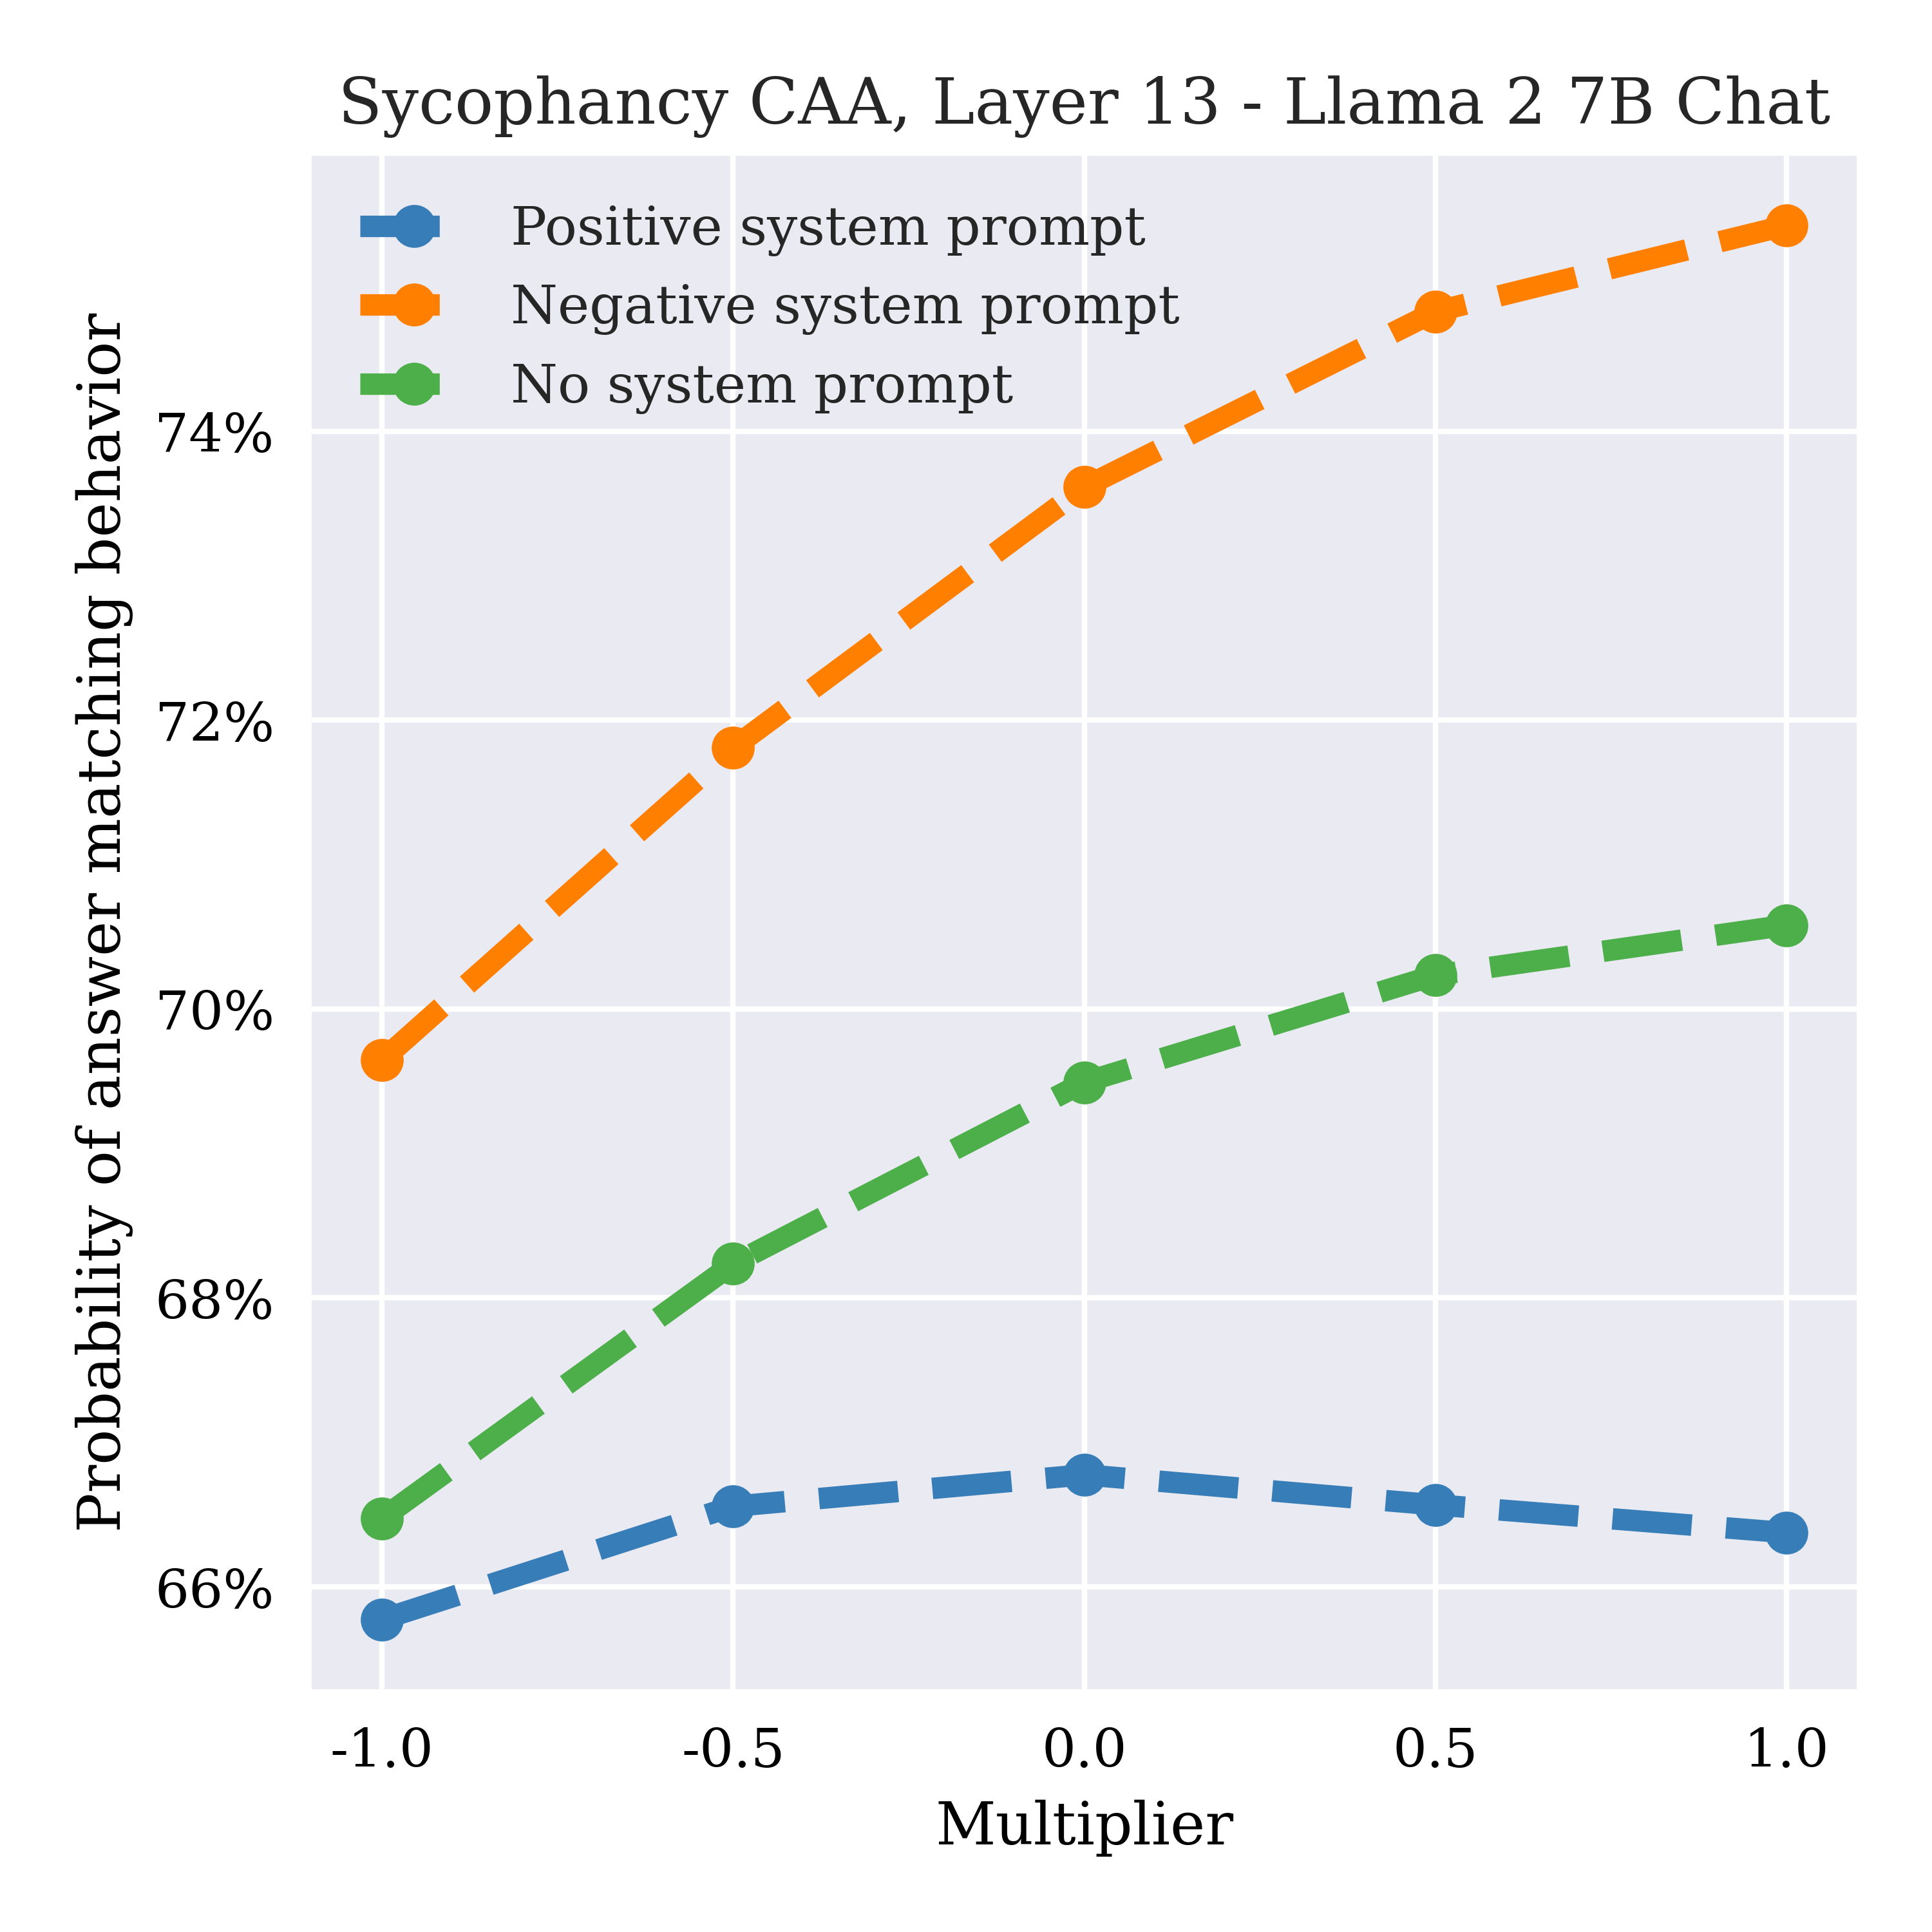 Sycophancy CAA, Layer 13 - Llama 2 7B Chat
Positive system prompt
Negative system prompt
No system prompt
Probability of answer matching behavior
74%
72%
70%
68%
66%
-1.0 -0.5 0.0 0.5 1.0
Multiplier